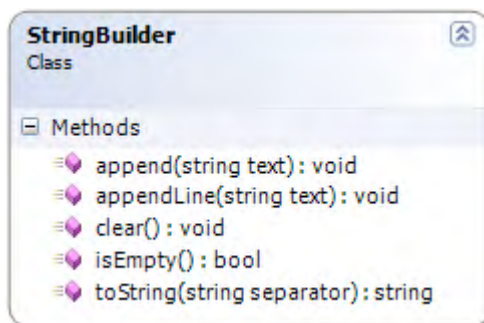 StringBuilder
Class
Methods
append(string text) : void
appendLine(string text) : void
clear() : void
isEmpty() : bool
toString(string separator) : string